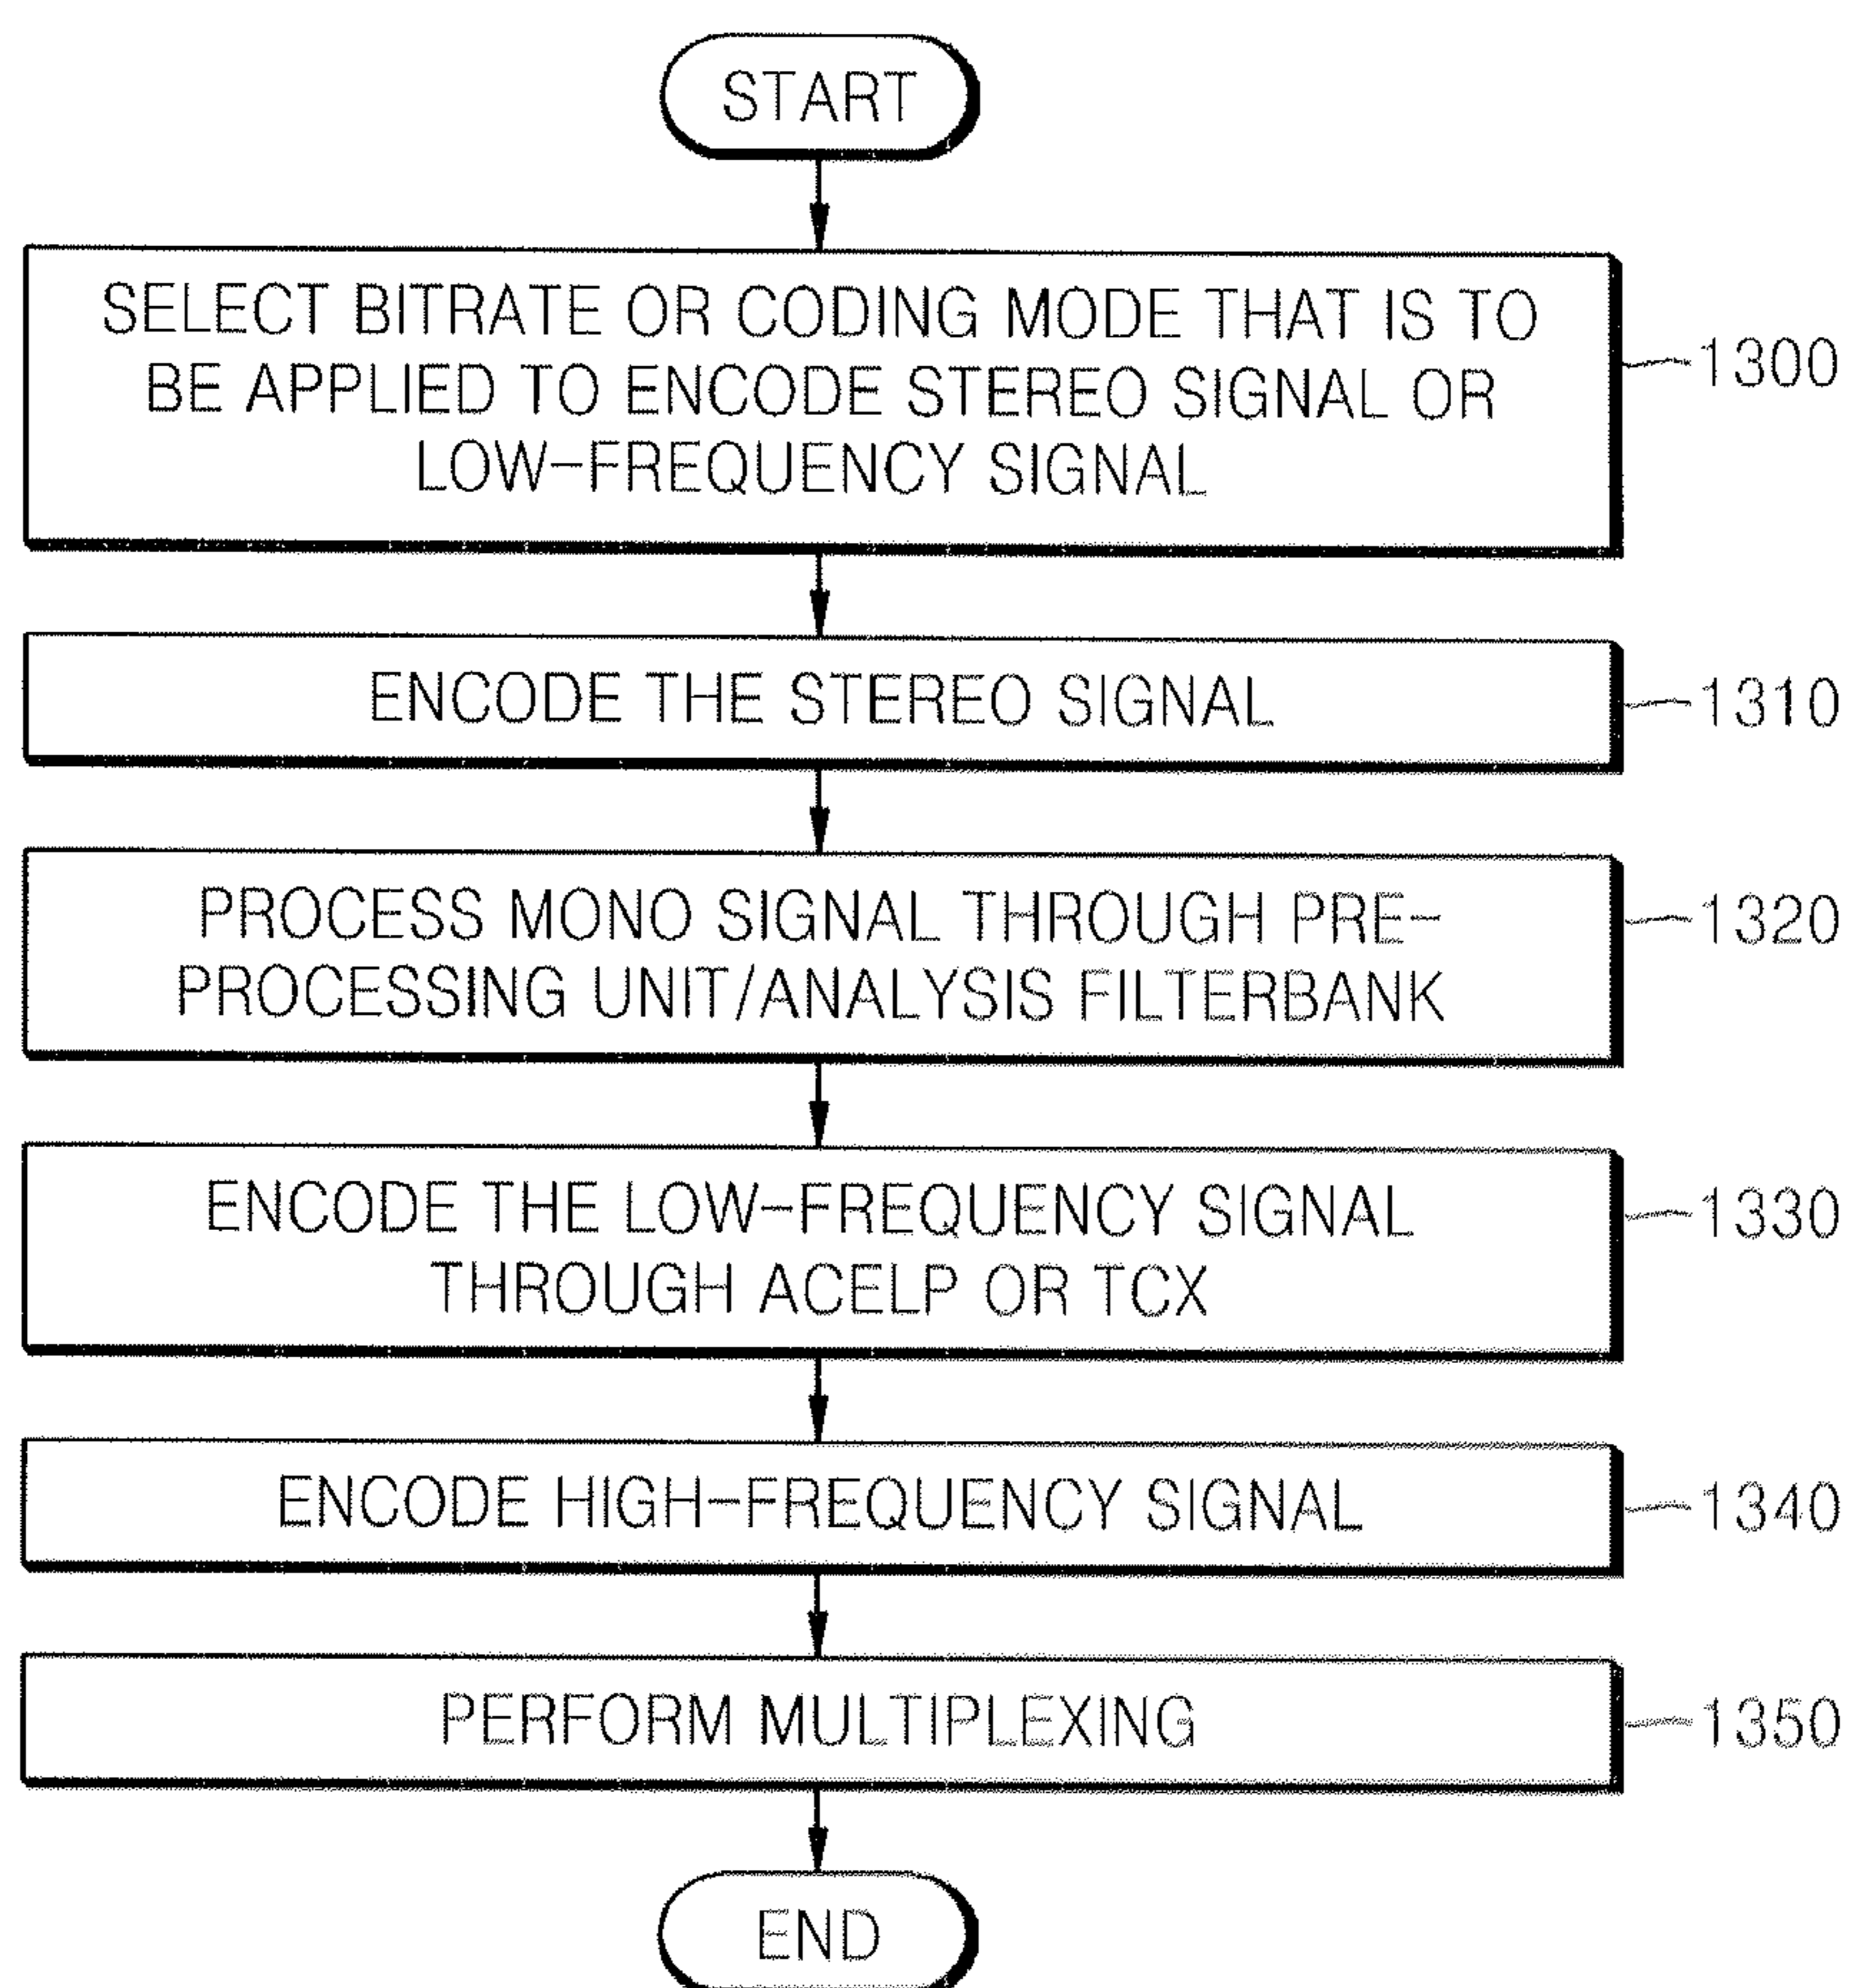 START
SELECT BITRATE OR CODING MODE THAT IS TO
BE APPLIED TO ENCODE STEREO SIGNAL OR
LOW-FREQUENCY SIGNAL
1300
ENCODE THE STEREO SIGNAL
1310
PROCESS MONO SIGNAL THROUGH PRE-
PROCESSING UNIT/ANALYSIS FILTERBANK
1320
ENCODE THE LOW-FREQUENCY SIGNAL
THROUGH ACELP OR TCX
1330
ENCODE HIGH-FREQUENCY SIGNAL
1340
PERFORM MULTIPLEXING
1350
END